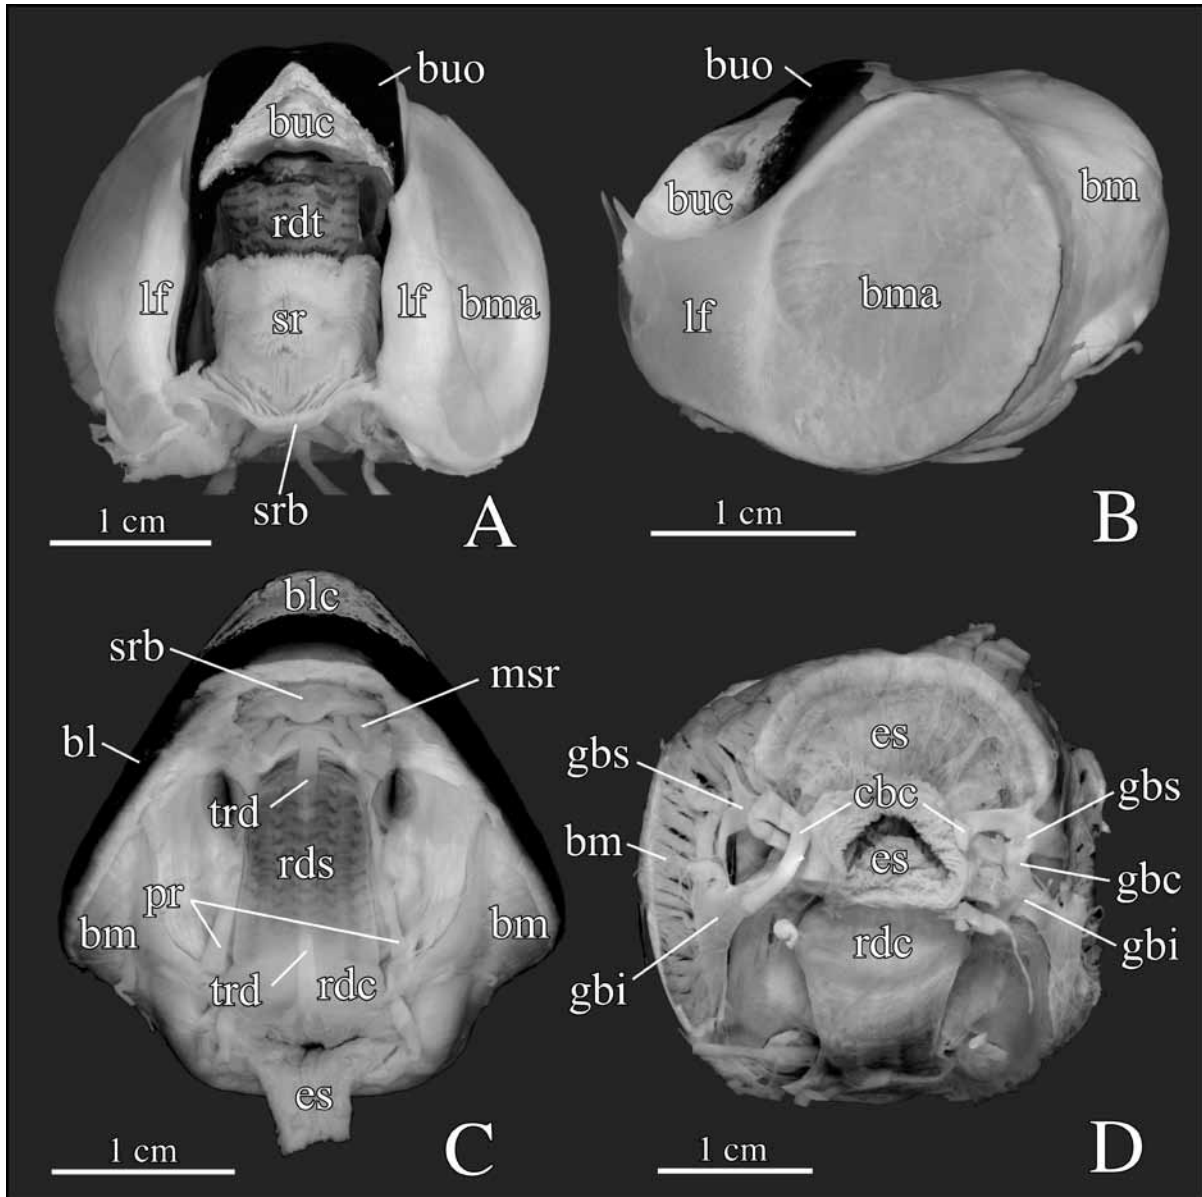 buo
buc
rdt
lf
lf
bma
sr
srb
1 cm
A
buo
buc
bm
lf
bma
1 cm
B
blc
srb
msr
bl
trd
rds
pr
bm
bm
trd
rdc
es
1 cm
C
es
gbs
cbc
gbs
bm
es
gbc
rdc
gbi
gbi
1 cm
D